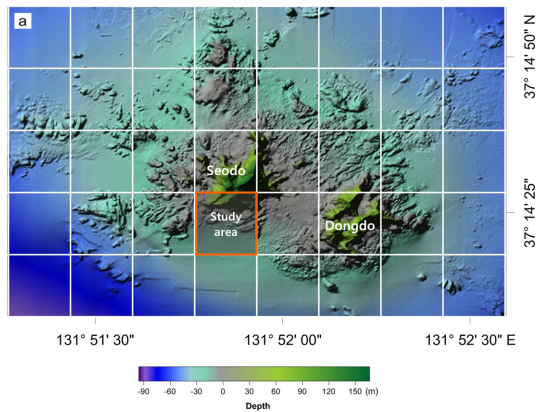 a
37° 14' 50" N
Seodo
Study
area
Dongdo
37° 14' 25"
131° 51' 30"
131° 52' 00"
131° 52' 30" E
-90 -60 -30 0 30 60 90 120 150 (m)
Depth